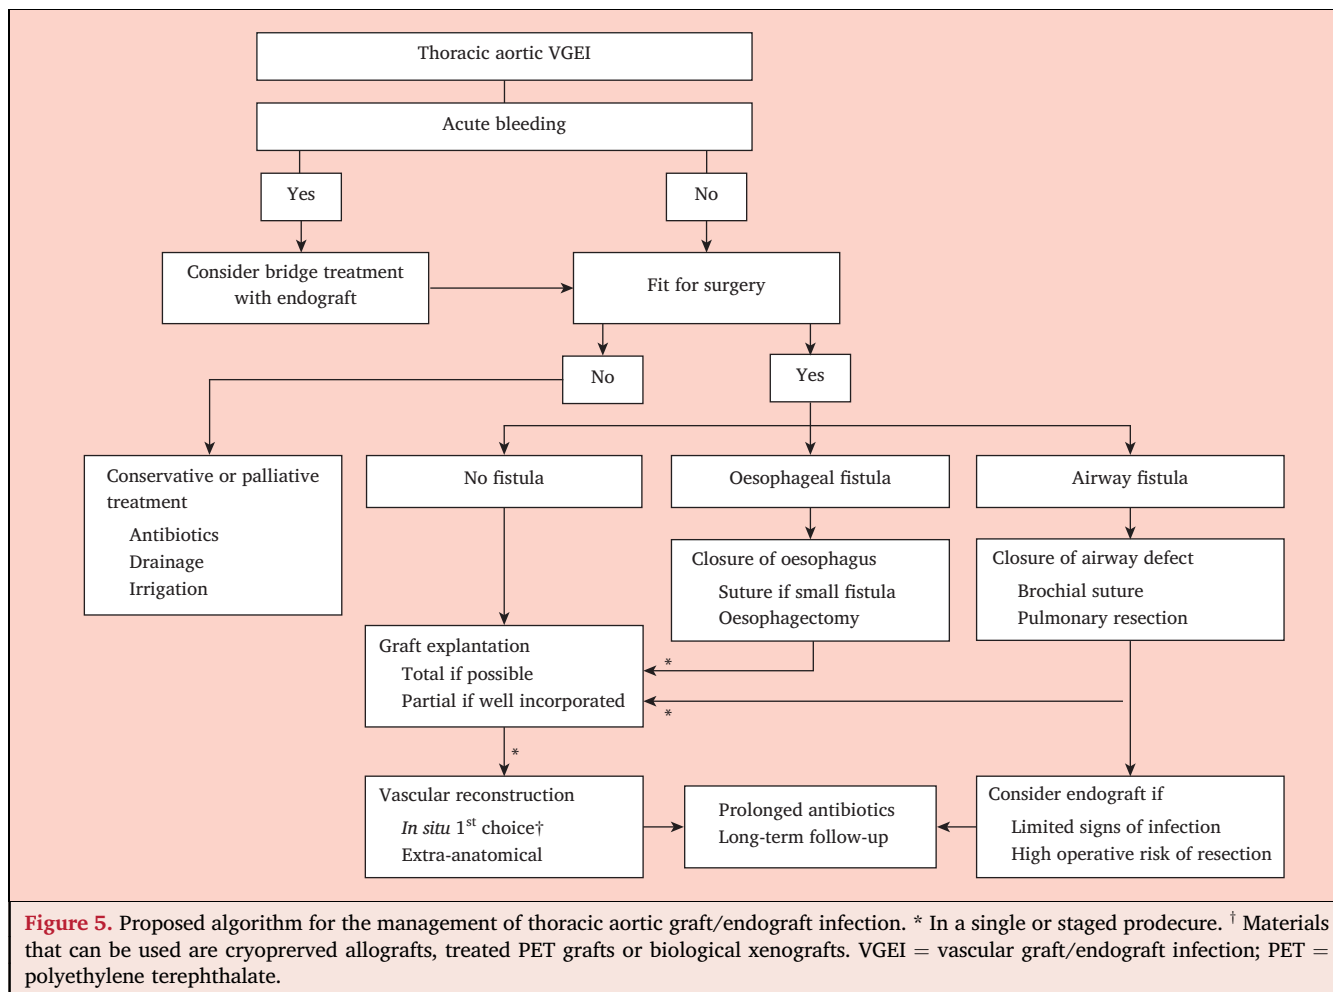 Thoracic aortic VGEI
Acute bleeding
Yes
No
Consider bridge treatment
with endograft
Fit for surgery
No
Yes
Conservative or palliative
treatment
Antibiotics
Drainage
Irrigation
No fistula
Oesophageal fistula
Airway fistula
Closure of oesophagus
Suture if small fistula
Oesophagectomy
Closure of airway defect
Brochial suture
Pulmonary resection
Graft explantation
Total if possible
Partial if well incorporated
*
*
*
Vascular reconstruction
In situ 1st choice†
Extra-anatomical
Prolonged antibiotics
Long-term follow-up
Consider endograft if
Limited signs of infection
High operative risk of resection
Figure 5. Proposed algorithm for the management of thoracic aortic graft/endograft infection. * In a single or staged prodecure. † Materials
that can be used are cryoprerved allografts, treated PET grafts or biological xenografts. VGEI = vascular graft/endograft infection; PET =
polyethylene terephthalate.